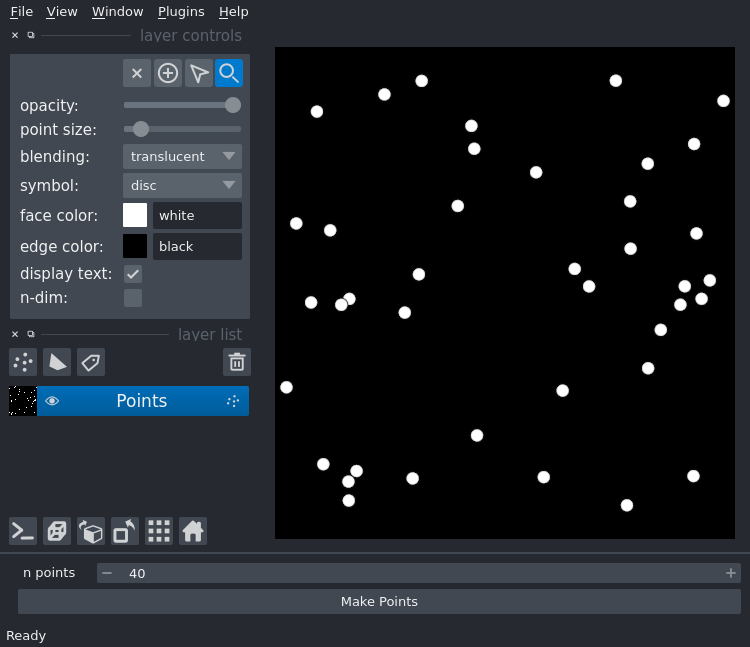 File View Window Plugins Help
layer controls
opacity:
point size:
blending: translucent
symbol: disc
face color: white
edge color: black
display text:
n-dim:
layer list
Points
n points 40
Make Points
Ready